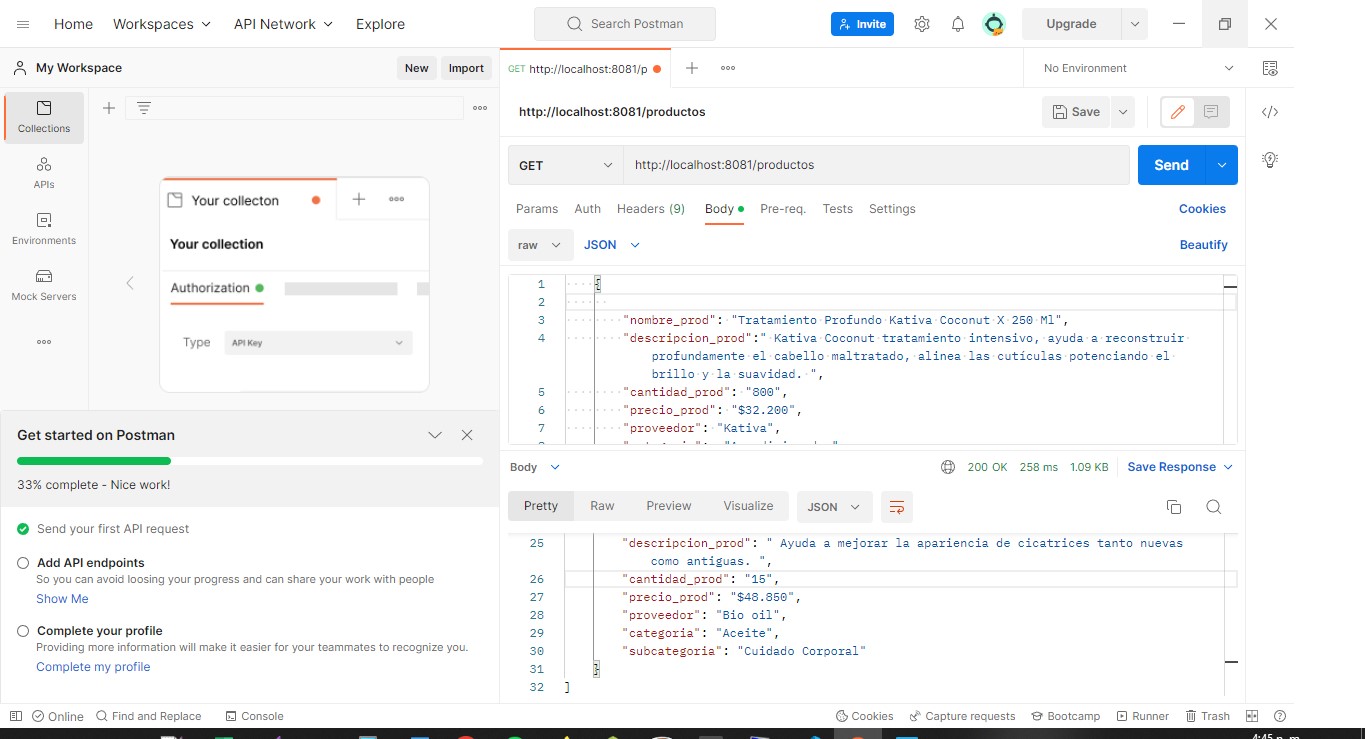 Home Workspaces API Network Explore Search Postman Invite Upgrade
My Workspace New Import GET http://localhost:8081/p No Environment
Collections
APIs
Environments
Mock Servers
Your collecton
Your collection
Authorization
Type API Key
Get started on Postman
33% complete - Nice work!
Send your first API request
Add API endpoints
So you can avoid loosing your progress and can share your work with people
Show Me
Complete your profile
Providing more information will make it easier for your teammates to recognize you.
Complete my profile
http://localhost:8081/productos Save
GET http://localhost:8081/productos Send
Params Auth Headers (9) Body Pre-req. Tests Settings Cookies
raw JSON Beautify
1 {
2
3 "nombre_prod": "Tratamiento Profundo Kativa Coconut X 250 Ml",
4 "descripcion_prod":" Kativa Coconut tratamiento intensivo, ayuda a reconstruir
profundamente el cabello maltratado, alinea las cutículas potenciando el
brillo y la suavidad. ",
5 "cantidad_prod": "800",
6 "precio_prod": "$32.200",
7 "proveedor": "Kativa",
Body 200 OK 258 ms 1.09 KB Save Response
Pretty Raw Preview Visualize JSON
25 "descripcion_prod": " Ayuda a mejorar la apariencia de cicatrices tanto nuevas
como antiguas. ",
26 "cantidad_prod": "15",
27 "precio_prod": "$48.850",
28 "proveedor": "Bio oil",
29 "categoria": "Aceite",
30 "subcategoria": "Cuidado Corporal"
31 }
32 ]
Online Find and Replace Console Cookies Capture requests Bootcamp Runner Trash